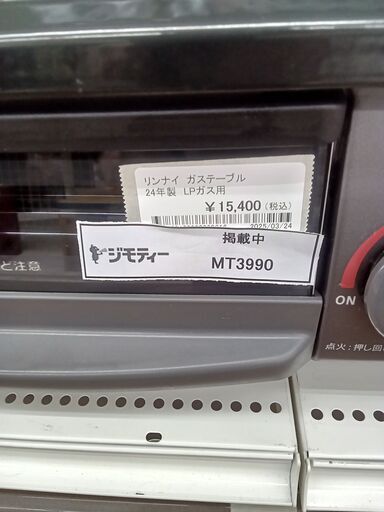 リンナイ ガステーブル
24年製 LPガス用
￥15,400(税込)
2025/03/24
掲載中
ジモティー
MT3990
ど注意
ON
点火:押し回